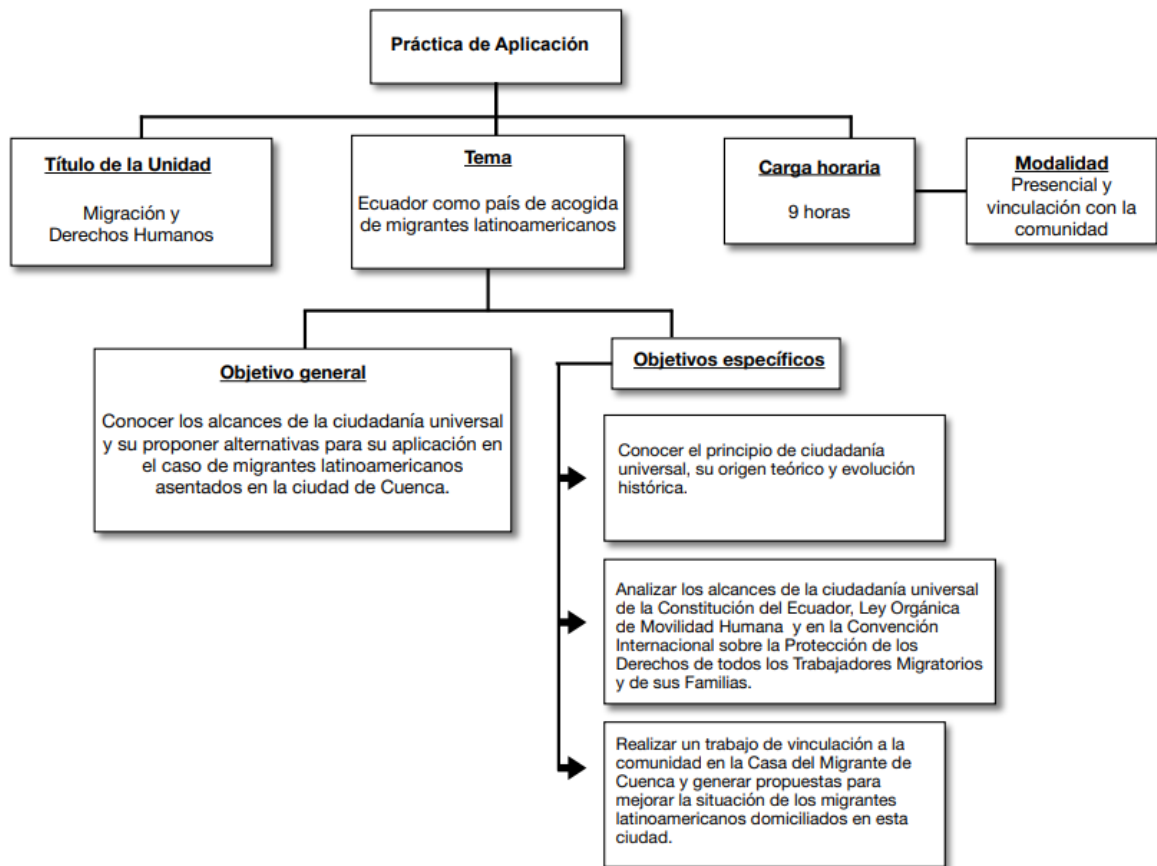 Práctica de Aplicación
Título de la Unidad
Migración y
Derechos Humanos
Tema
Ecuador como país de acogida
de migrantes latinoamericanos
Carga horaria
9 horas
Modalidad
Presencial y
vinculación con la
comunidad
Objetivo general
Conocer los alcances de la ciudadanía universal
y su proponer alternativas para su aplicación en
el caso de migrantes latinoamericanos
asentados en la ciudad de Cuenca.
Objetivos específicos
Conocer el principio de ciudadanía
universal, su origen teórico y evolución
histórica.
Analizar los alcances de la ciudadanía universal
de la Constitución del Ecuador, Ley Orgánica
de Movilidad Humana y en la Convención
Internacional sobre la Protección de los
Derechos de todos los Trabajadores Migratorios
y de sus Familias.
Realizar un trabajo de vinculación a la
comunidad en la Casa del Migrante de
Cuenca y generar propuestas para
mejorar la situación de los migrantes
latinoamericanos domiciliados en esta
ciudad.